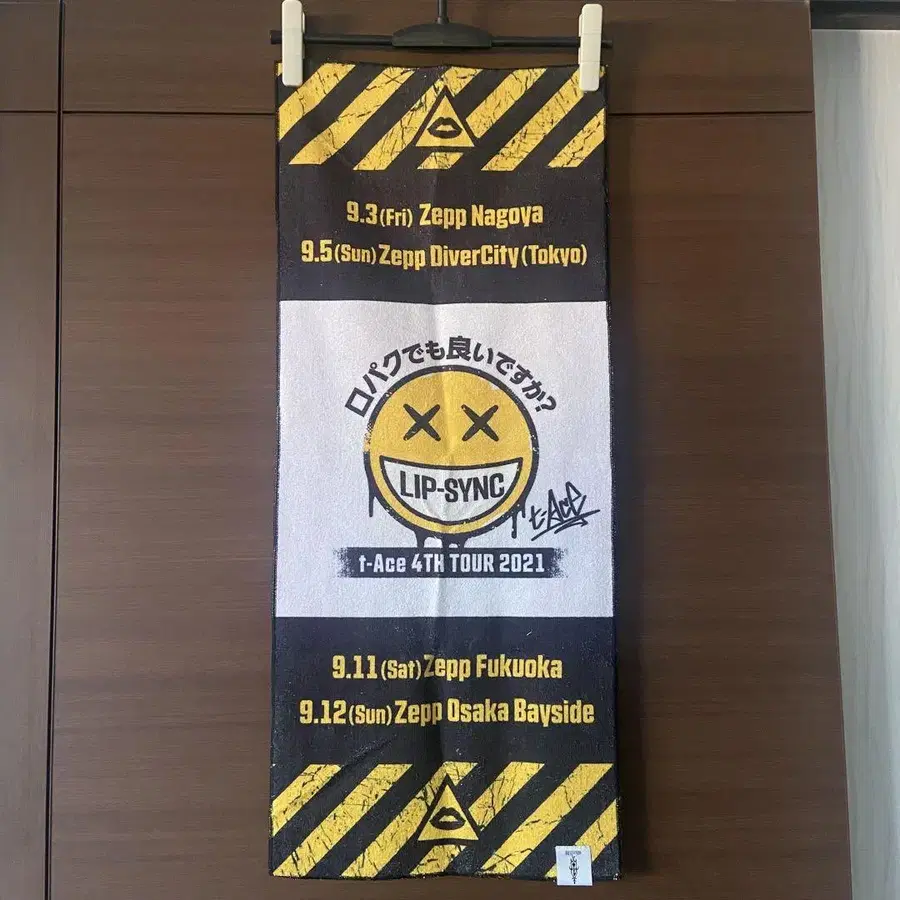 9.3(Fri) Zepp Nagoya
9.5(Sun)Zepp DiverCity(Tokyo)
口パクでも良いですか?
LIP-SYNC
t-Ace
t-Ace 4TH TOUR 2021
9.11(Sat)Zepp Fukuoka
9.12(Sun)Zepp Osaka Bayside